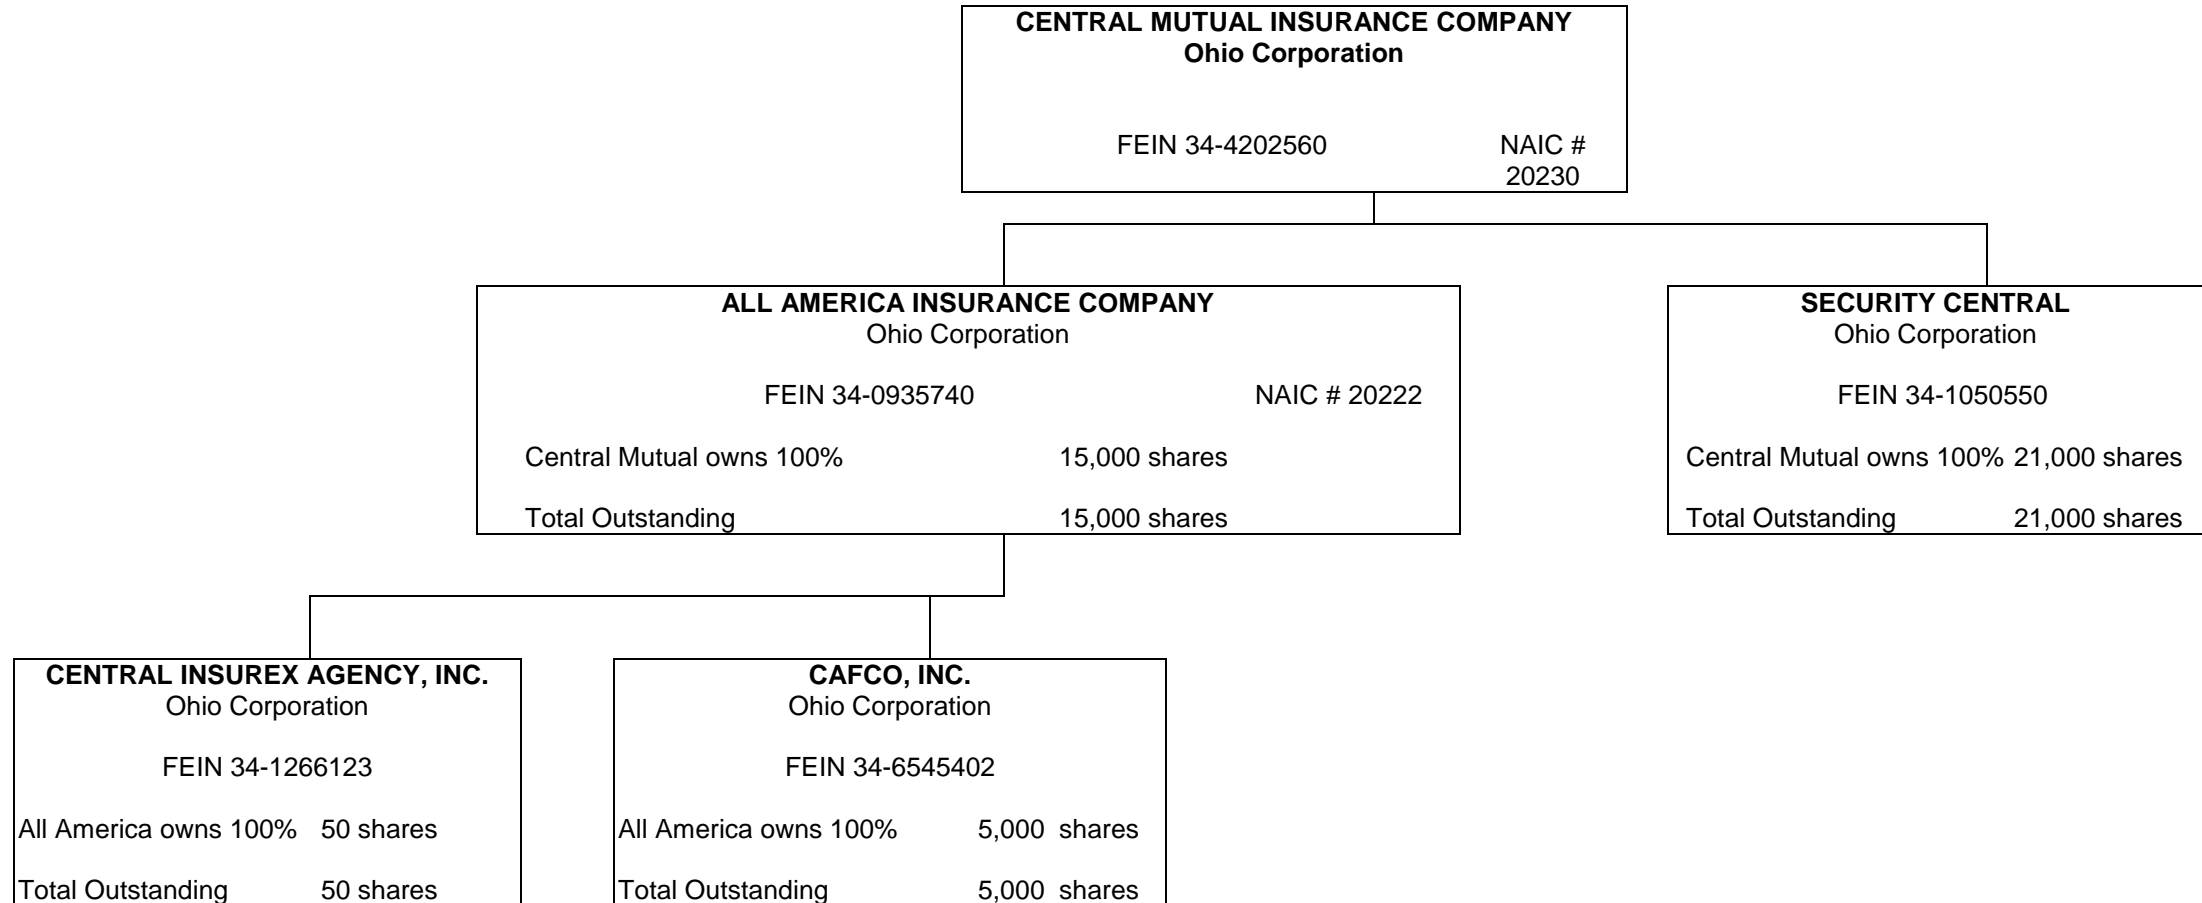 CENTRAL MUTUAL INSURANCE COMPANY
Ohio Corporation
FEIN 34-4202560 NAIC #
20230
ALL AMERICA INSURANCE COMPANY
Ohio Corporation
FEIN 34-0935740 NAIC # 20222
Central Mutual owns 100% 15,000 shares
Total Outstanding 15,000 shares
SECURITY CENTRAL
Ohio Corporation
FEIN 34-1050550
Central Mutual owns 100% 21,000 shares
Total Outstanding 21,000 shares
CENTRAL INSUREX AGENCY, INC.
Ohio Corporation
FEIN 34-1266123
All America owns 100% 50 shares
Total Outstanding 50 shares
CAFCO, INC.
Ohio Corporation
FEIN 34-6545402
All America owns 100% 5,000 shares
Total Outstanding 5,000 shares